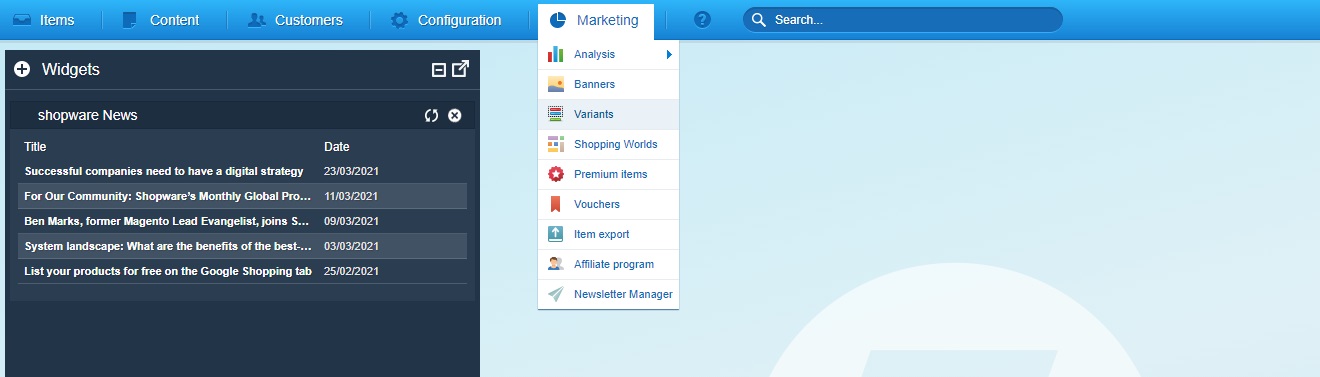 Items Content Customers Configuration Marketing ? Search...
Widgets
shopware News
Title Date
Successful companies need to have a digital strategy 23/03/2021
For Our Community: Shopware's Monthly Global Pro... 11/03/2021
Ben Marks, former Magento Lead Evangelist, joins S... 09/03/2021
System landscape: What are the benefits of the best-... 03/03/2021
List your products for free on the Google Shopping tab 25/02/2021
Analysis
Banners
Variants
Shopping Worlds
Premium items
Vouchers
Item export
Affiliate program
Newsletter Manager